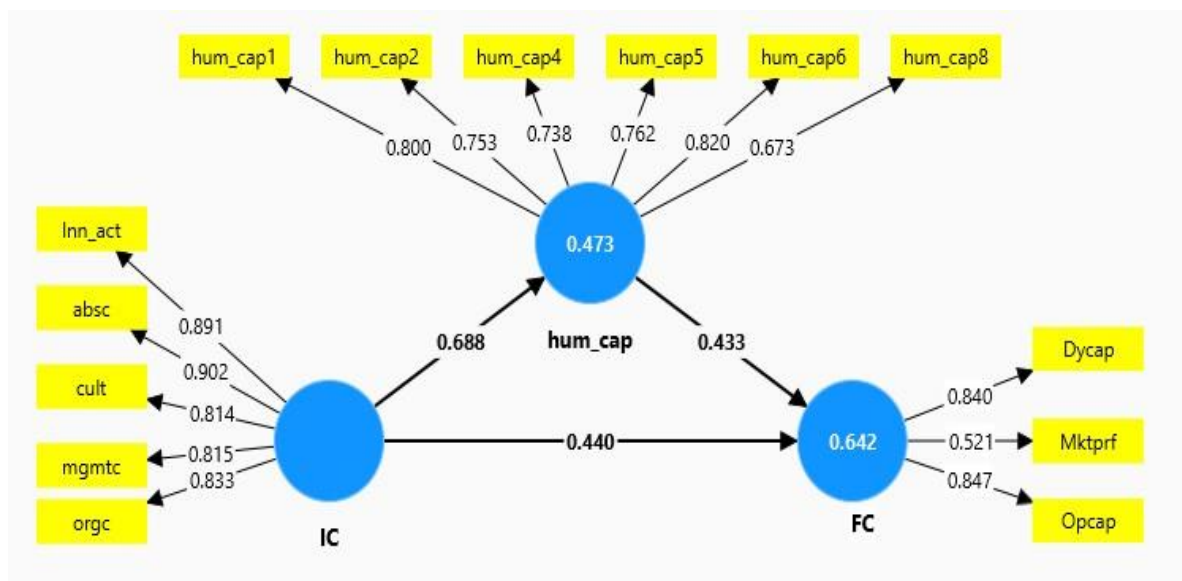 hum_cap1 hum_cap2 hum_cap4 hum_cap5 hum_cap6 hum_cap8
0.800 0.753 0.738 0.762 0.820 0.673
Inn_act
absc
cult
mgmtc
orgc
0.891
0.902
0.814
0.815
0.833
IC
0.688
0.473
hum_cap
0.433
0.440
0.642
FC
0.840
0.521
0.847
Dycap
Mktprf
Opcap